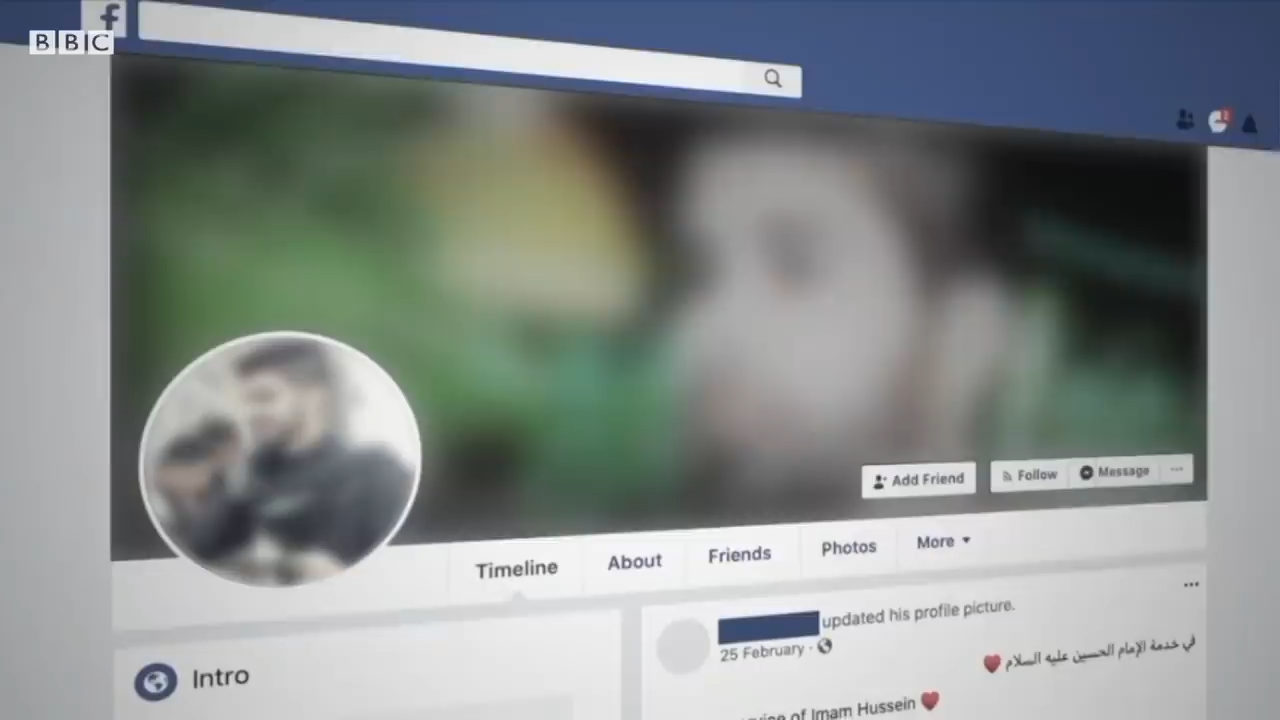 f
BBC
2
Add Friend
Follow
Message
Timeline
About
Friends
Photos
More
updated his profile picture.
25 February
في خدمة الإمام الحسين عليه السلام ♥
of Imam Hussein ♥
Intro